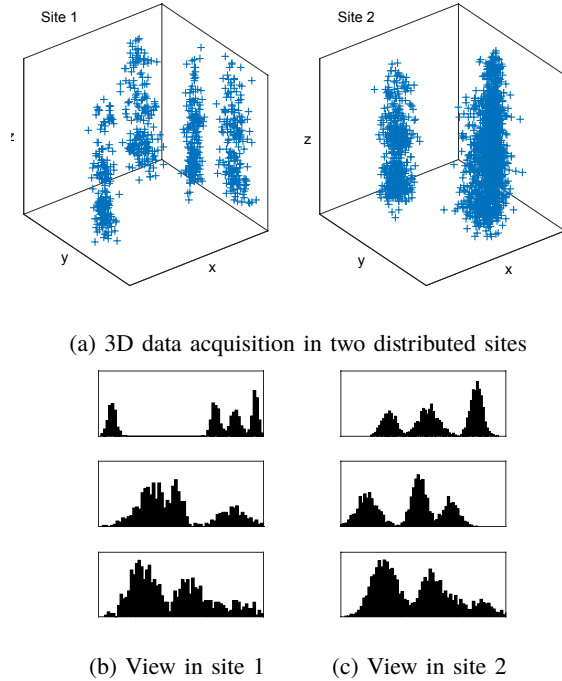 Site 1
Site 2
z
y
x
z
y
x
(a) 3D data acquisition in two distributed sites
(b) View in site 1
(c) View in site 2